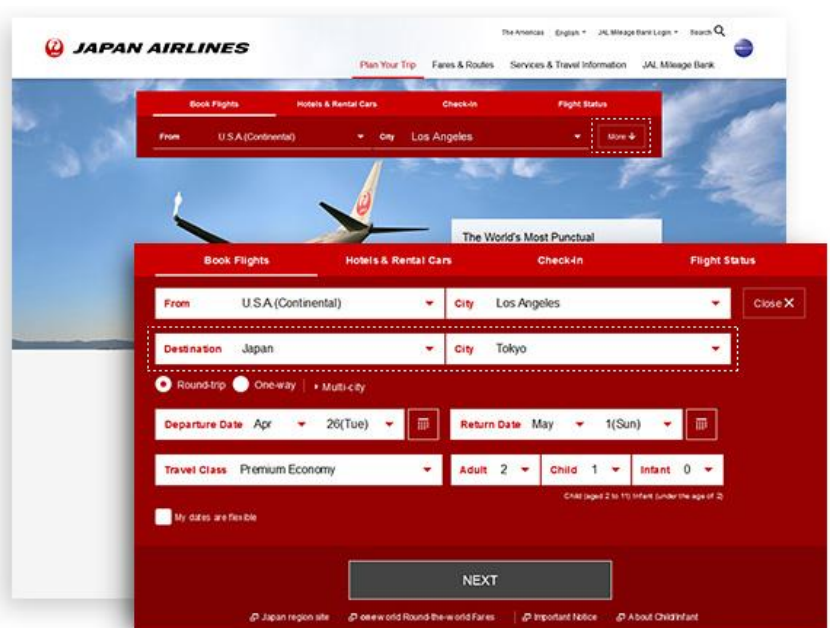 The Americas English JAL Mileage Bank Login Search
JAPAN AIRLINES
Plan Your Trip Fares & Routes Services & Travel Information JAL Mileage Bank
Book Flights Hotels & Rental Cars Check-in Flight Status
From U.S.A.(Continental) City Los Angeles More
The World's Most Punctual
Book Flights Hotels & Rental Cars Check-in Flight Status
From U.S.A.(Continental) City Los Angeles Close X
Destination Japan City Tokyo
Round-trip One-way Multi-city
Departure Date Apr 26(Tue) Return Date May 1(Sun)
Travel Class Premium Economy Adult 2 Child 1 Infant 0
Child (aged 2 to 11) Infant (under the age of 2)
My dates are flexible
NEXT
Japan region site oneworld Round-the-world Fares Important Notice About Child/Infant